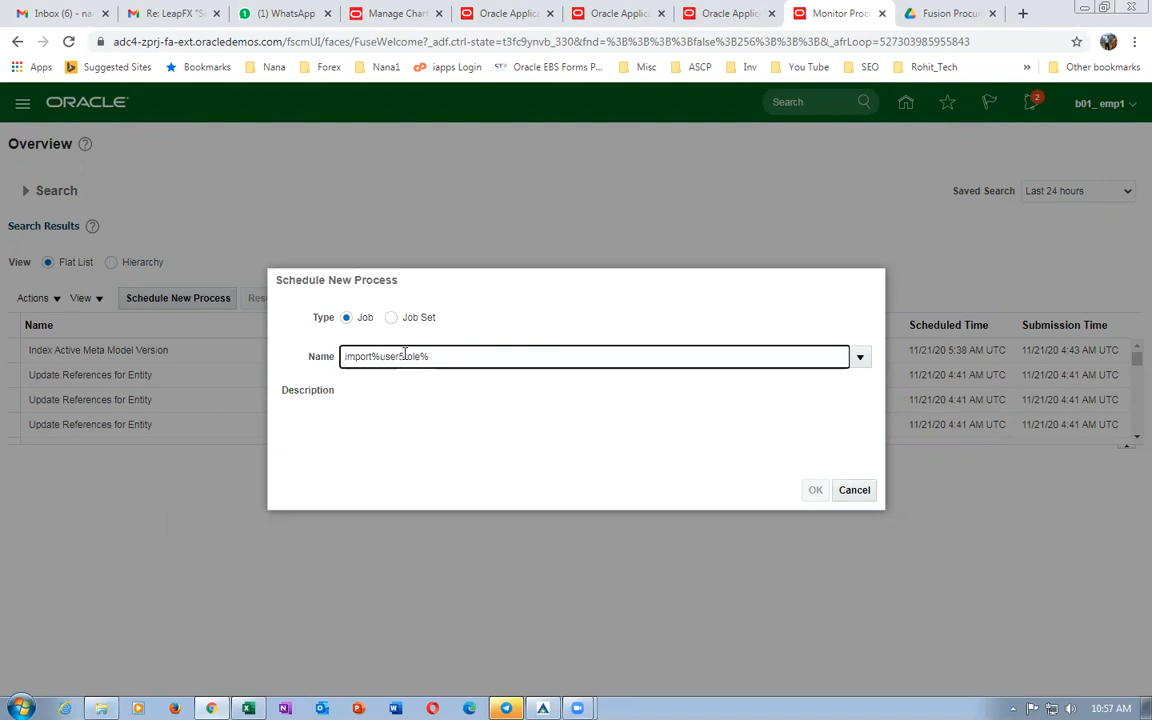 Inbox (6) - na
Re: LeapFX "Sc
(1) WhatsApp
Manage Chart
Oracle Applica
Oracle Applic
Oracle Applic
Monitor Proce
Fusion Procur
adc4-zprj-fa-ext.oracledemos.com/fscmUI/faces/FuseWelcome?_adf.ctrl-state=t3fc9ynvb_330&fnd=%3B%3B%3B%3Bfalse%3B256%3B%3B%3B&_afrLoop=527303985955843
Apps Suggested Sites Bookmarks Nana Forex Nana1 iapps Login Oracle EBS Forms P... Misc ASCP Inv You Tube SEO Rohit_Tech » Other bookmarks
ORACLE Search 2 b01_ emp1
Overview
Search
Saved Search Last 24 hours
Search Results
View Flat List Hierarchy
Actions View Schedule New Process Res
Name Scheduled Time Submission Time
Index Active Meta Model Version 11/21/20 5:38 AM UTC 11/21/20 4:43 AM UTC
Update References for Entity 11/21/20 4:41 AM UTC 11/21/20 4:41 AM UTC
Update References for Entity 11/21/20 4:41 AM UTC 11/21/20 4:41 AM UTC
Update References for Entity 11/21/20 4:41 AM UTC 11/21/20 4:41 AM UTC
Schedule New Process
Type Job Job Set
Name
Description
OK Cancel
10:57 AM